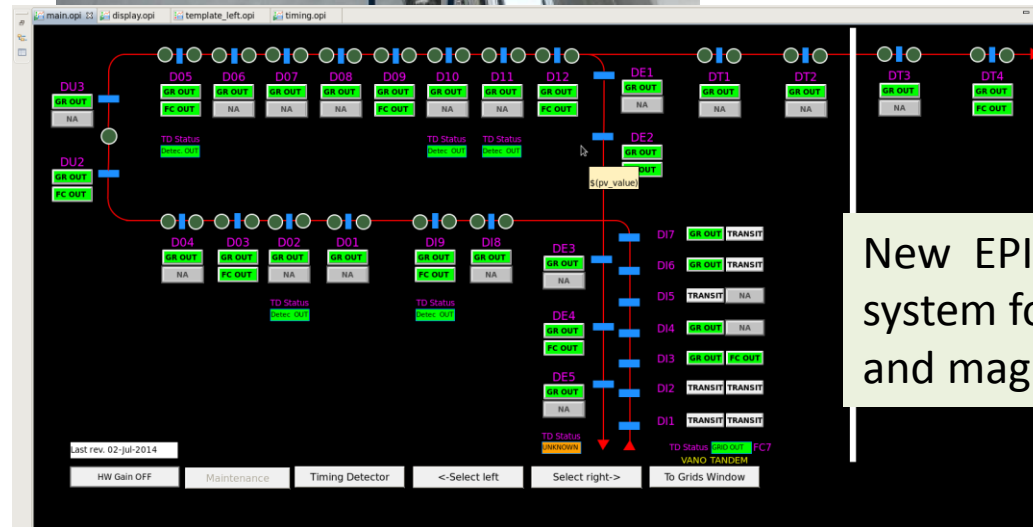 main.opi display.opi template_left.opi timing.opi
D05 D06 D07 D08 D09 D10 D11 D12 DE1 DT1 DT2 DT3 DT4
GR OUT GR OUT GR OUT GR OUT GR OUT GR OUT GR OUT GR OUT GR OUT GR OUT GR OUT GR OUT GR OUT
FC OUT NA NA NA FC OUT NA NA FC OUT NA NA NA NA FC OUT
DU3
GR OUT
NA
TD Status TD Status TD Status
Detec OUT Detec OUT Detec OUT
DE2
GR OUT
OUT
$(pv_value)
DU2
GR OUT
FC OUT
D04 D03 D02 D01 DI9 DI8
GR OUT GR OUT GR OUT GR OUT GR OUT GR OUT
NA FC OUT NA NA FC OUT NA
TD Status TD Status
Detec OUT Detec OUT
DE3
GR OUT
NA
DE4
GR OUT
FC OUT
DE5
GR OUT
NA
TD Status
UNKNOWN
DI7 GR OUT TRANSIT
DI6 GR OUT TRANSIT
DI5 TRANSIT NA
DI4 GR OUT NA
DI3 GR OUT FC OUT
DI2 TRANSIT TRANSIT
DI1 TRANSIT TRANSIT
TD Status GRID OUT FC7
VANO TANDEM
Last rev. 02-Jul-2014
HW Gain OFF Maintenance Timing Detector <-Select left Select right-> To Grids Window
New EPI
system fo
and mag